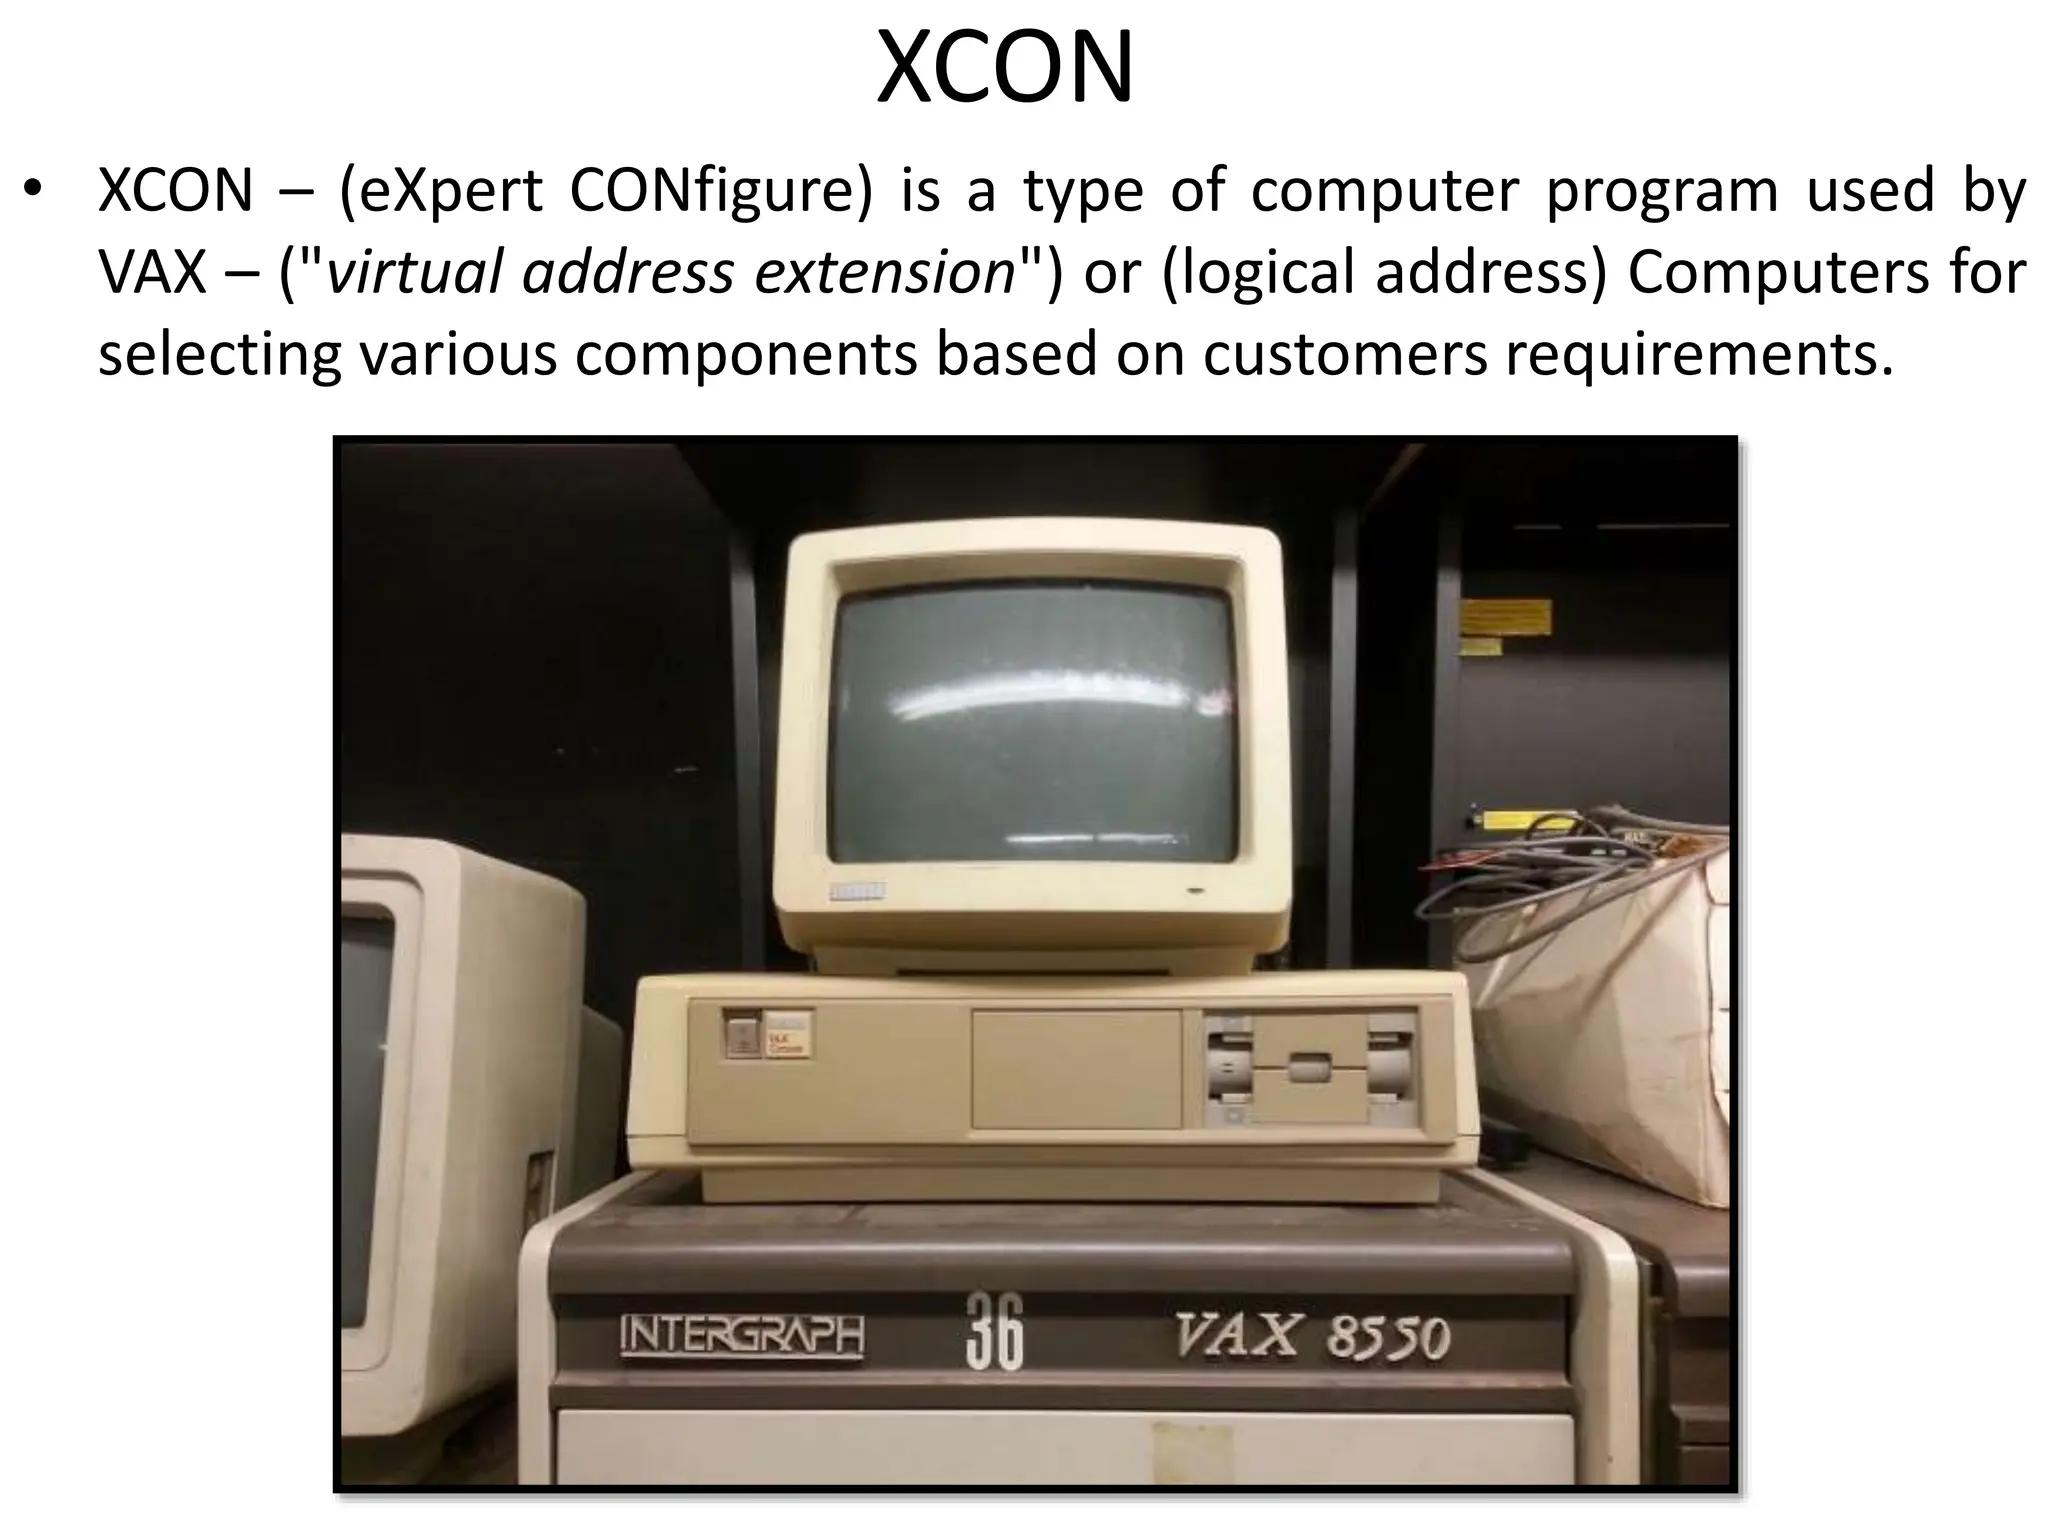 XCON
• XCON – (eXpert CONfigure) is a type of computer program used by
VAX – ("virtual address extension") or (logical address) Computers for
selecting various components based on customers requirements.
INTERGRAPH 36 VAX 8550